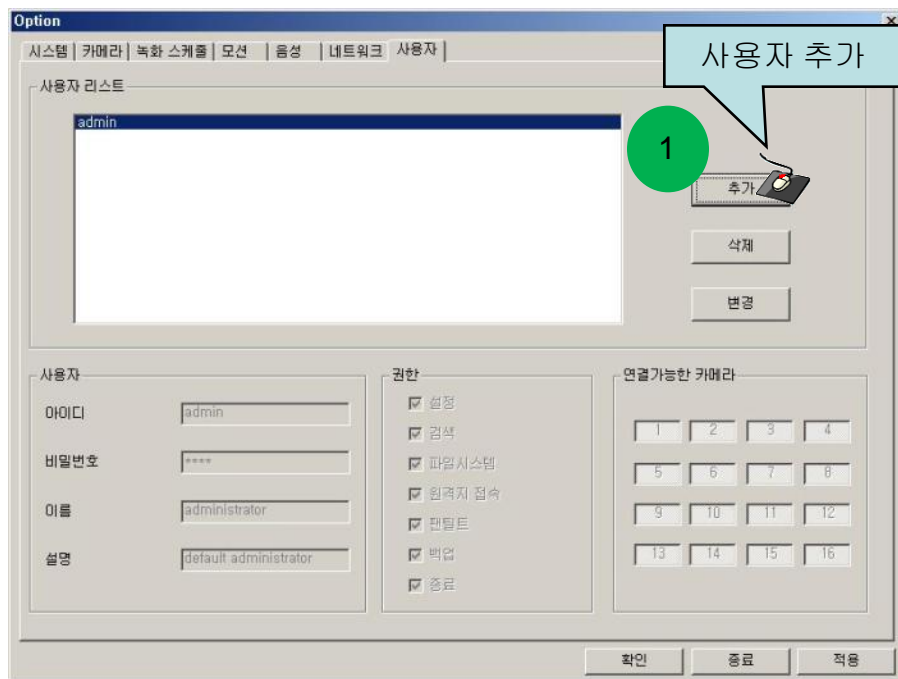 Option
시스템 카메라 녹화 스케줄 모션 음성 네트워크 사용자
사용자 추가
사용자 리스트
admin
1
추가
삭제
변경
사용자
아이디 admin
비밀번호 ****
이름 administrator
설명 default administrator
권한
설정
검색
파일시스템
원격지 접속
팬틸트
백업
종료
연결가능한 카메라
1 2 3 4
5 6 7 8
9 10 11 12
13 14 15 16
확인 종료 적용